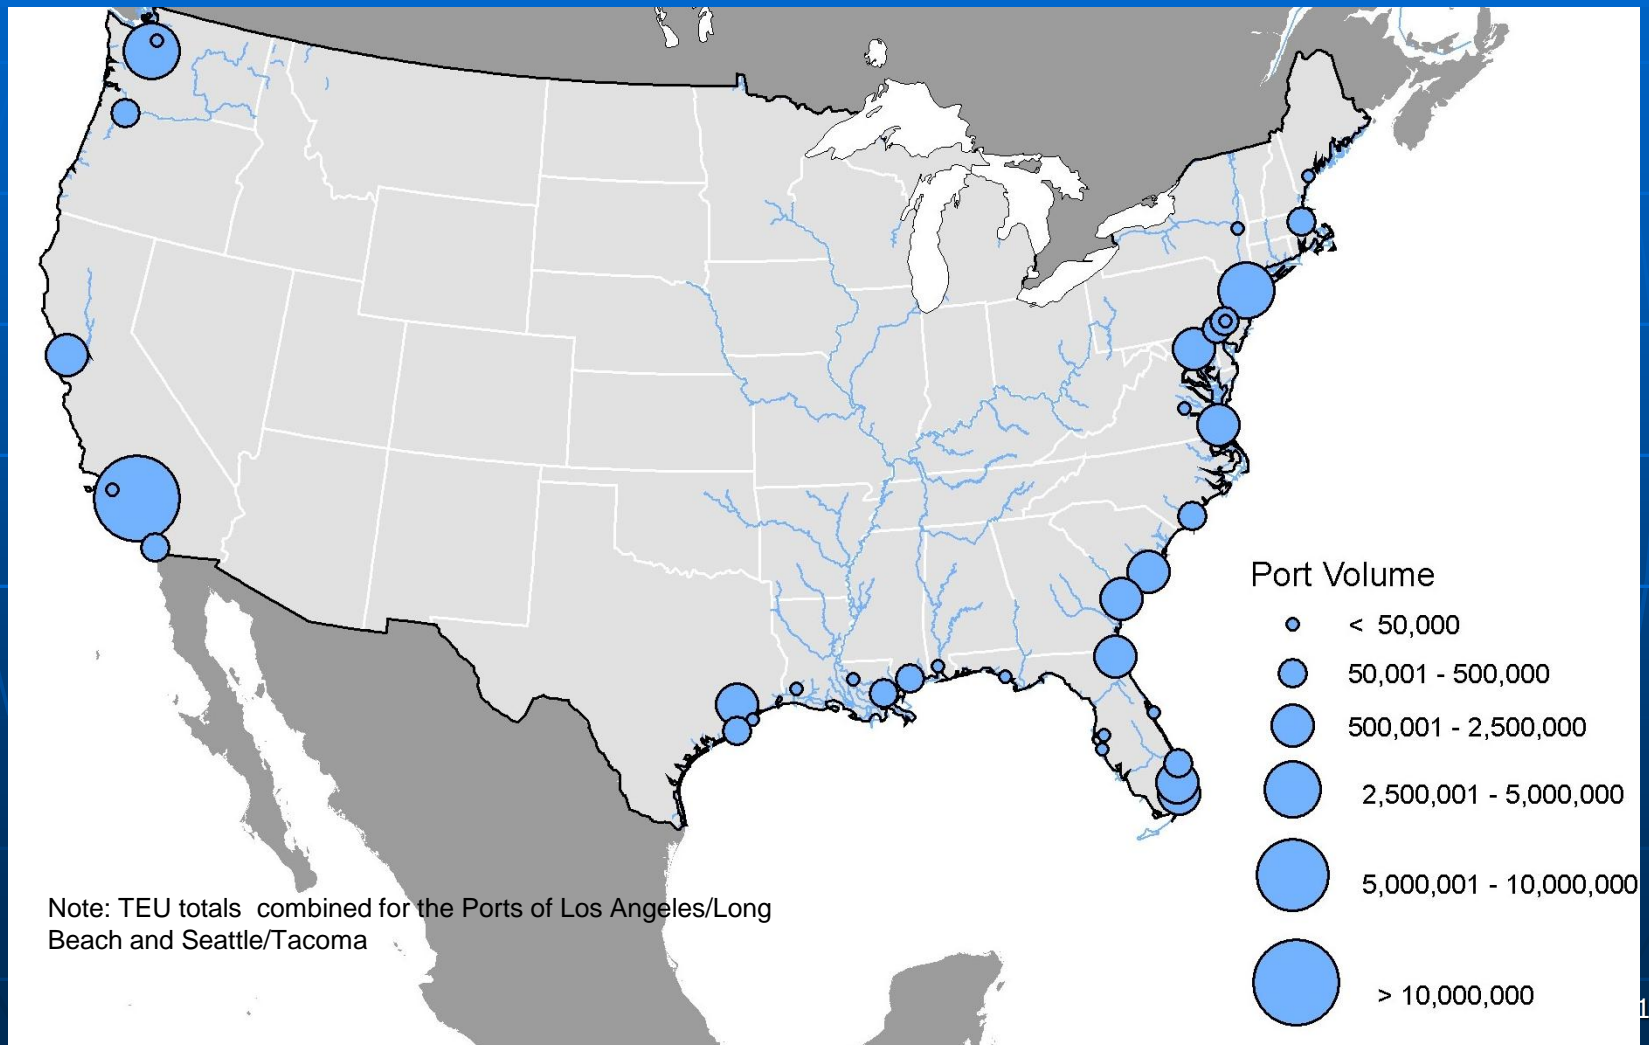 Port Volume
< 50,000
50,001 - 500,000
500,001 - 2,500,000
2,500,001 - 5,000,000
5,000,001 - 10,000,000
> 10,000,000
Note: TEU totals combined for the Ports of Los Angeles/Long
Beach and Seattle/Tacoma
1